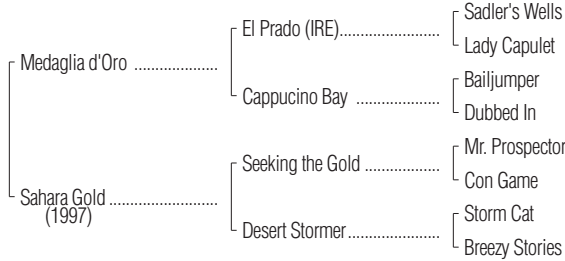 Sadler's Wells
El Prado (IRE)....................
Lady Capulet
Medaglia d'Oro .................
Bailjumper
Cappucino Bay .................
Dubbed In
Mr. Prospector
Seeking the Gold ...............
Con Game
Sahara Gold ......................
(1997)
Storm Cat
Desert Stormer...................
Breezy Stories